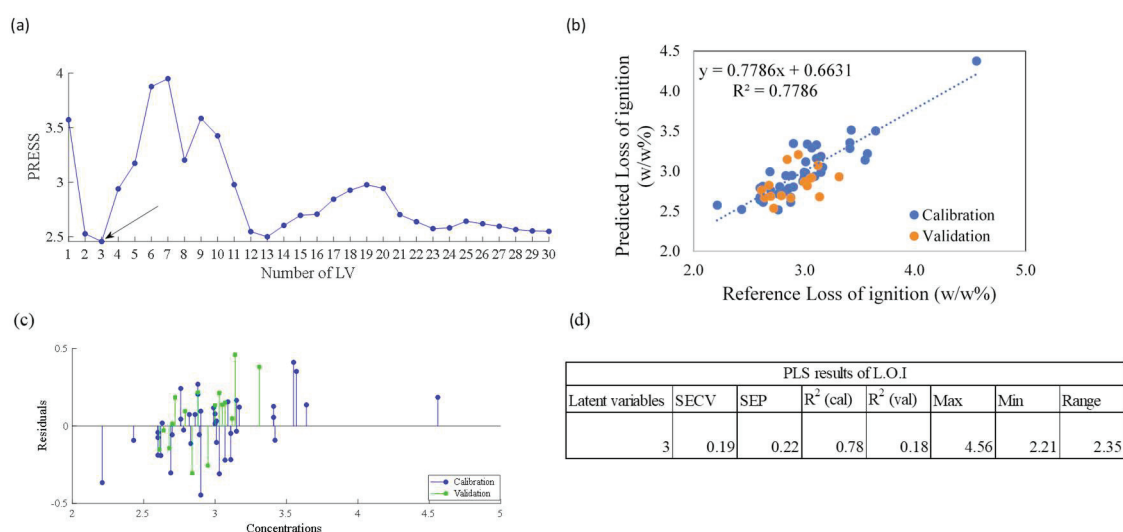 (a)
4
3.5
3
2.5
PRESS
1 2 3 4 5 6 7 8 9 10 11 12 13 14 15 16 17 18 19 20 21 22 23 24 25 26 27 28 29 30
Number of LV
(b)
4.5
4.0
3.5
3.0
2.5
2.0
Predicted Loss of ignition
(w/w%)
y = 0.7786x + 0.6631
R² = 0.7786
Calibration
Validation
2.0 3.0 4.0 5.0
Reference Loss of ignition (w/w%)
(c)
0.5
0
-0.5
Residuals
Calibration
Validation
2 2.5 3 3.5 4 4.5 5
Concentrations
(d)
PLS results of L.O.I
Latent variables SECV SEP R² (cal) R² (val) Max Min Range
3 0.19 0.22 0.78 0.18 4.56 2.21 2.35